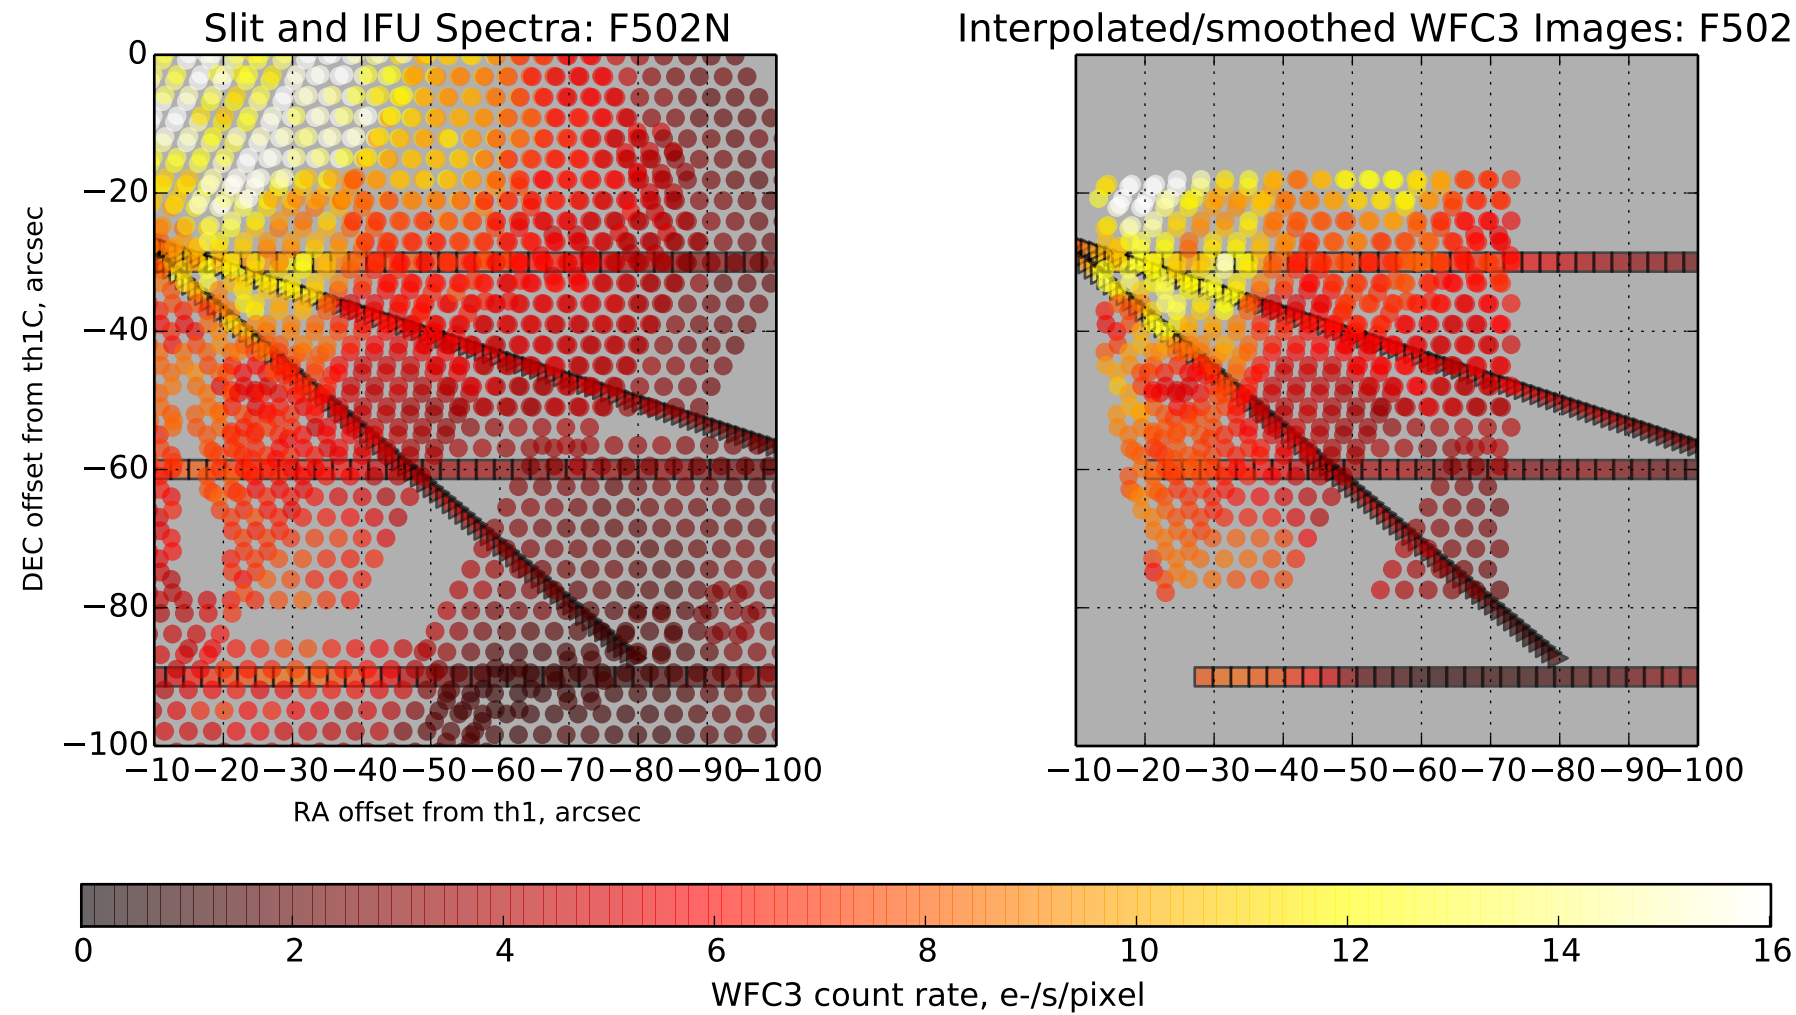 Slit and IFU Spectra: F502N
Interpolated/smoothed WFC3 Images: F502
0
−20
−40
−60
−80
−100
DEC offset from th1C, arcsec
−10 −20 −30 −40 −50 −60 −70 −80 −90 −100
−10 −20 −30 −40 −50 −60 −70 −80 −90 −100
RA offset from th1, arcsec
0 2 4 6 8 10 12 14 16
WFC3 count rate, e-/s/pixel